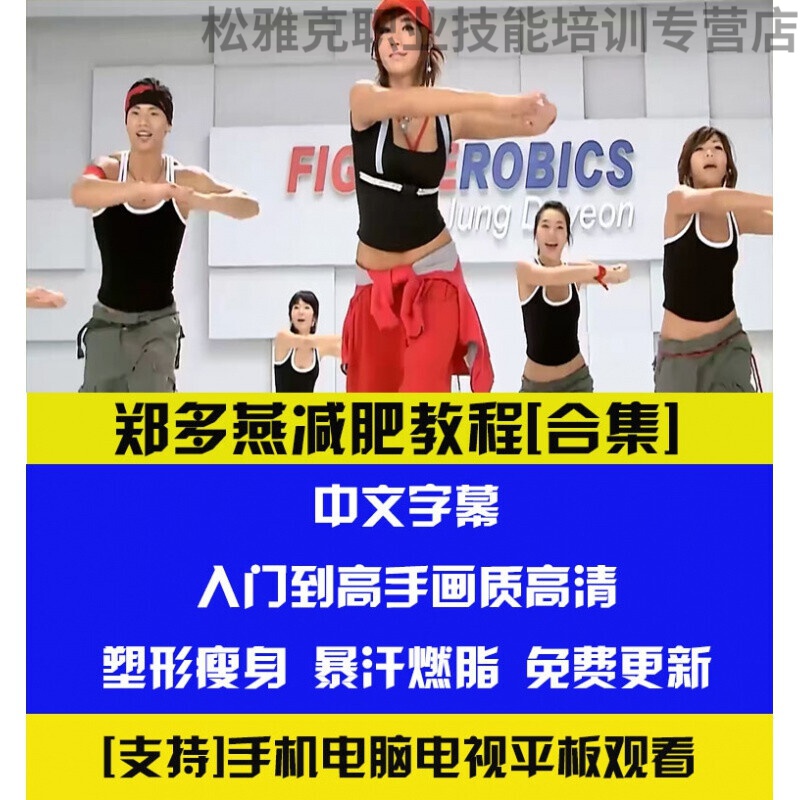 松雅克职业技能培训专营店
FIG EROBICS
Jung D yeon
郑多燕减肥教程[合集]
中文字幕
入门到高手画质高清
塑形瘦身 暴汗燃脂 免费更新
[支持]手机电脑电视平板观看